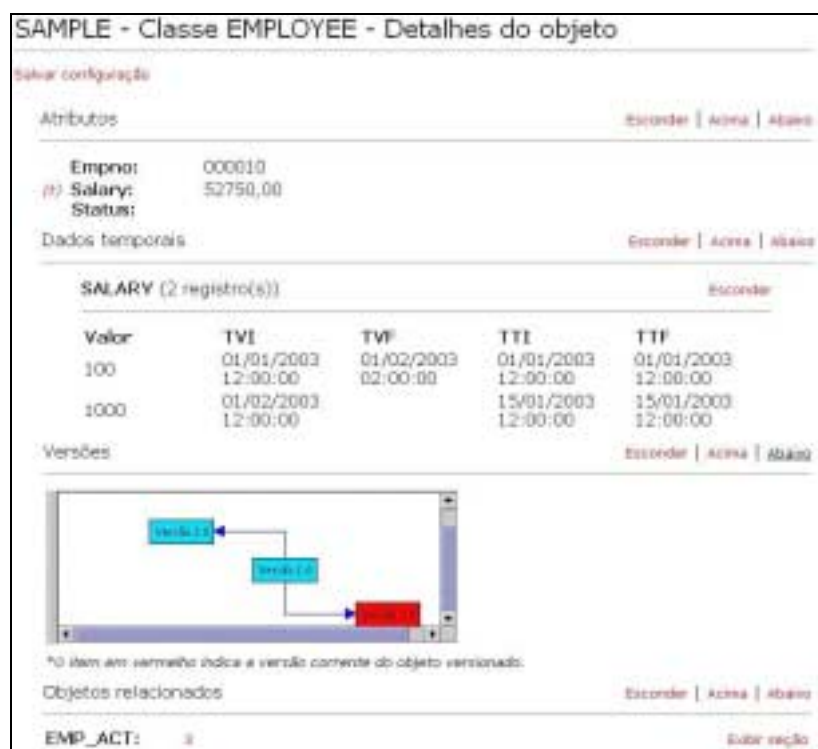 SAMPLE - Classe EMPLOYEE - Detalhes do objeto
Salvar configuração
Atributos Esconder | Acima | Abaixo
Empno: 000010
(t) Salary: 52750,00
Status:
Dados temporais Esconder | Acima | Abaixo
SALARY (2 registro(s)) Esconder
Valor TVI TVF TTI TTF
100 01/01/2003 12:00:00 01/02/2003 02:00:00 01/01/2003 12:00:00 01/01/2003 12:00:00
1000 01/02/2003 12:00:00 15/01/2003 12:00:00 15/01/2003 12:00:00
Versões Esconder | Acima | Abaixo
Versão
Versão
Versão
*O item em vermelho indica a versão corrente do objeto versionado.
Objetos relacionados Esconder | Acima | Abaixo
EMP_ACT: Exibir seção